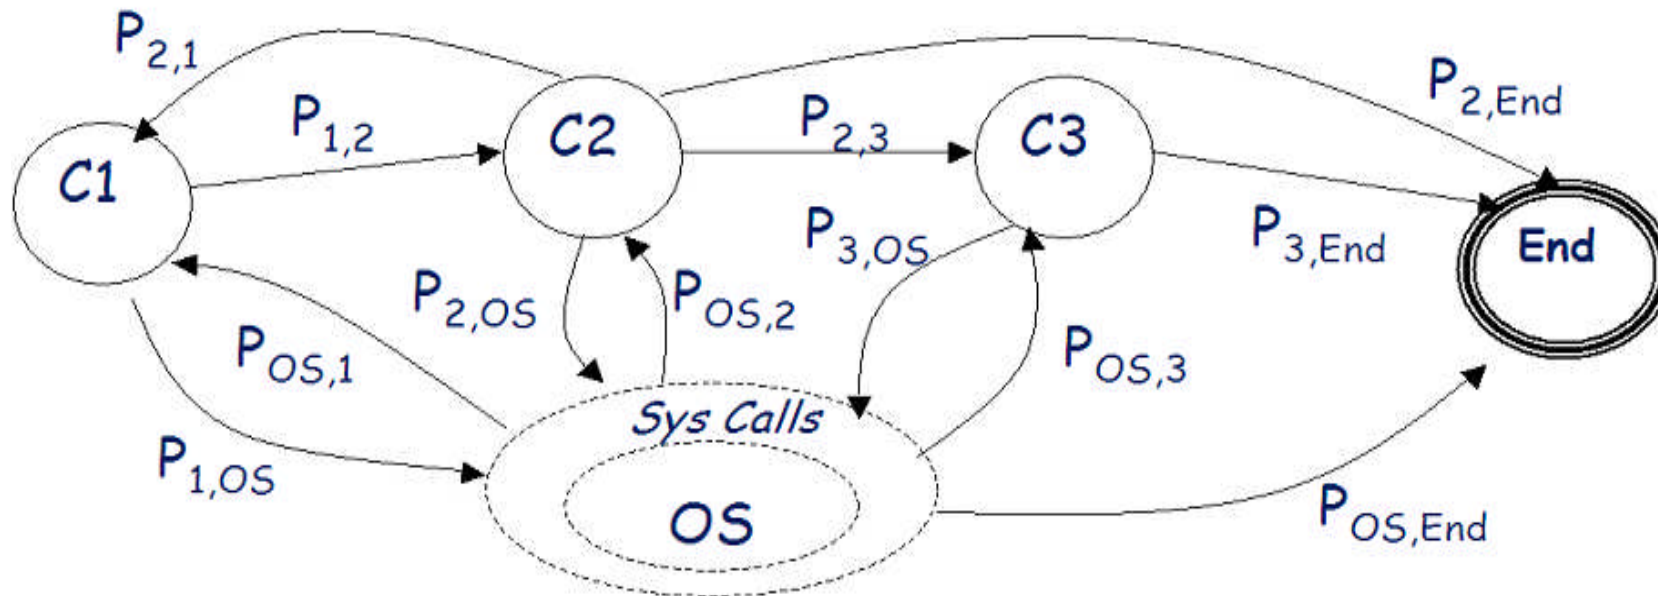 P2,1
P1,2
C1
C2
P2,3
C3
P2,End
P3,End
End
P2,OS
POS,2
P3,OS
POS,3
POS,1
P1,OS
Sys Calls
OS
POS,End